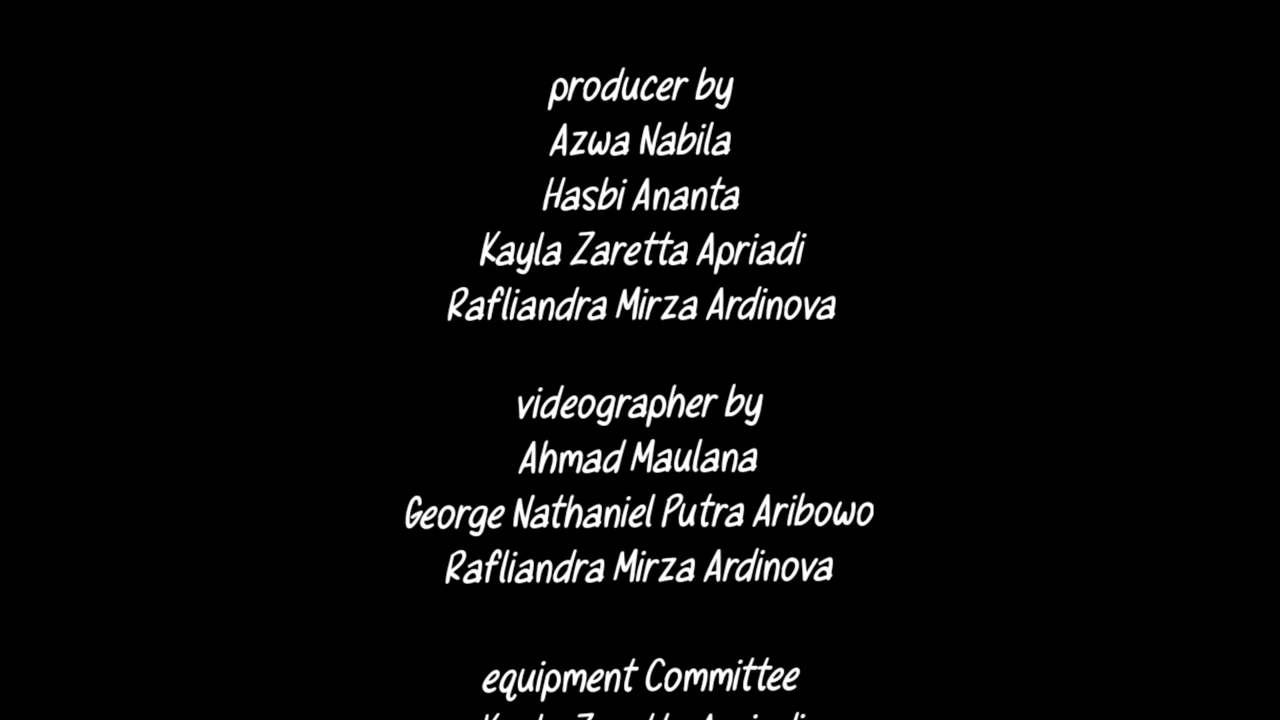 producer by
Azwa Nabila
Hasbi Ananta
Kayla Zaretta Apriadi
Rafliandra Mirza Ardinova
videographer by
Ahmad Maulana
George Nathaniel Putra Aribowo
Rafliandra Mirza Ardinova
equipment Committee